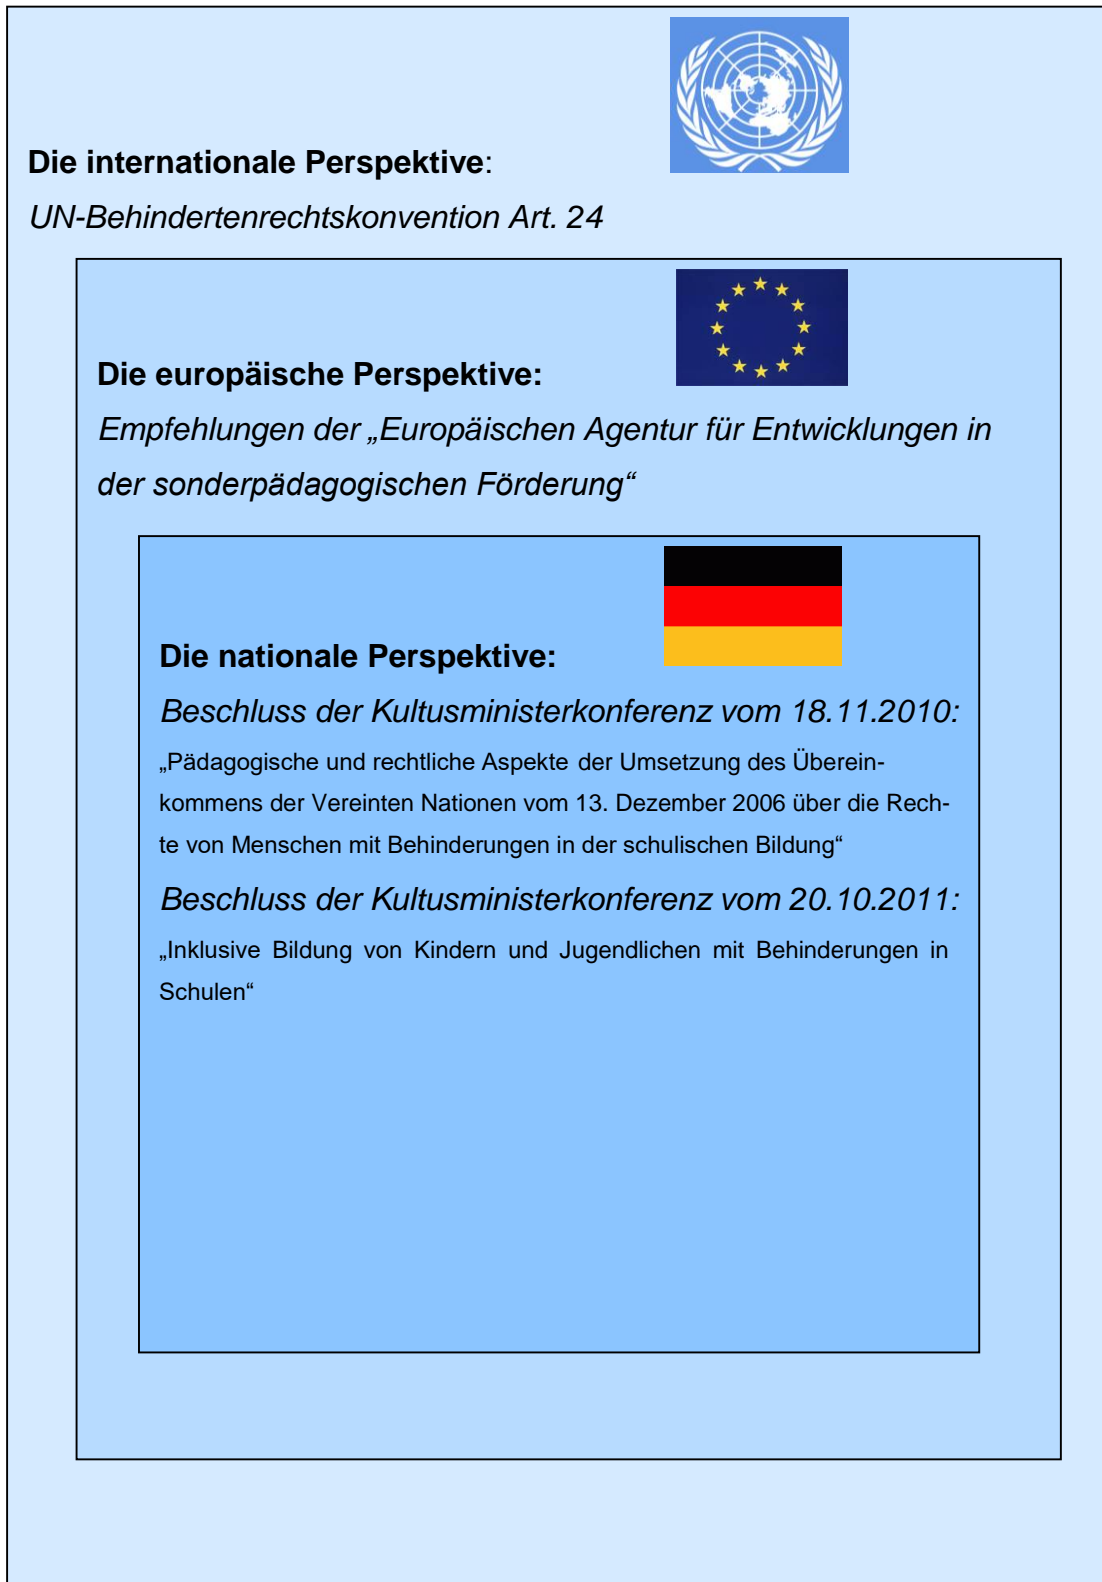 Die internationale Perspektive:
UN-Behindertenrechtskonvention Art. 24
Die europäische Perspektive:
Empfehlungen der „Europäischen Agentur für Entwicklungen in
der sonderpädagogischen Förderung“
Die nationale Perspektive:
Beschluss der Kultusministerkonferenz vom 18.11.2010:
„Pädagogische und rechtliche Aspekte der Umsetzung des Überein-
kommens der Vereinten Nationen vom 13. Dezember 2006 über die Rech-
te von Menschen mit Behinderungen in der schulischen Bildung“
Beschluss der Kultusministerkonferenz vom 20.10.2011:
„Inklusive Bildung von Kindern und Jugendlichen mit Behinderungen in
Schulen“